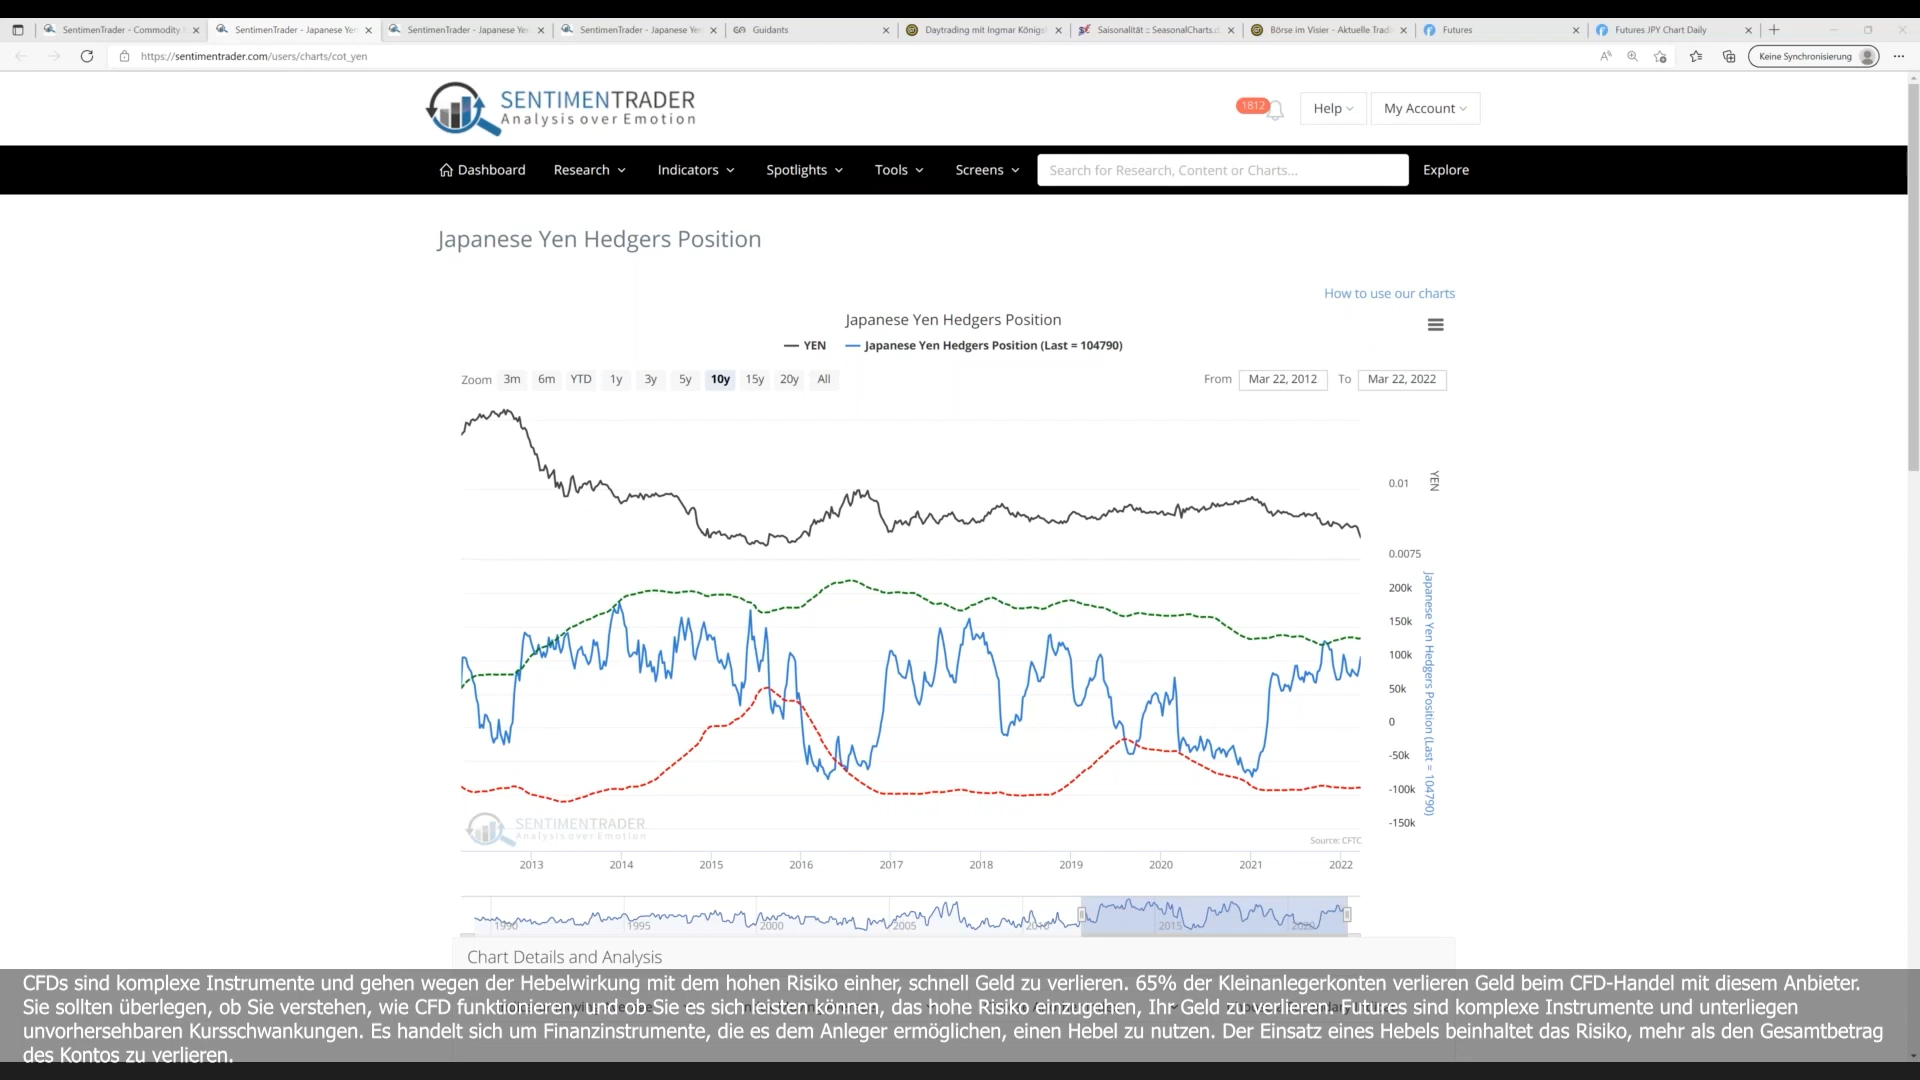 SentimenTrader - Commodity
SentimenTrader - Japanese Yen
SentimenTrader - Japanese Yen
SentimenTrader - Japanese Yen
Guidants
Daytrading mit Ingmar Königs
Saisonalität :: SeasonalCharts.d
Börse im Visier - Aktuelle Tradi
Futures
Futures JPY Chart Daily
https://sentimentrader.com/users/charts/cot_yen
Keine Synchronisierung
SENTIMENTRADER
Analysis over Emotion
1812
Help
My Account
Dashboard
Research
Indicators
Spotlights
Tools
Screens
Search for Research, Content or Charts...
Explore
Japanese Yen Hedgers Position
How to use our charts
Japanese Yen Hedgers Position
YEN
Japanese Yen Hedgers Position (Last = 104790)
Zoom 3m 6m YTD 1y 3y 5y 10y 15y 20y All
From Mar 22, 2012 To Mar 22, 2022
0.01
YEN
0.0075
200k
150k
100k
50k
0
-50k
-100k
-150k
Japanese Yen Hedgers Position (Last = 104790)
SENTIMENTRADER
Analysis over Emotion
Source: CFTC
2013 2014 2015 2016 2017 2018 2019 2020 2021 2022
1990 1995 2000 2005 2010 2015 2020
Chart Details and Analysis
CFDs sind komplexe Instrumente und gehen wegen der Hebelwirkung mit dem hohen Risiko einher, schnell Geld zu verlieren. 65% der Kleinanlegerkonten verlieren Geld beim CFD-Handel mit diesem Anbieter.
Sie sollten überlegen, ob Sie verstehen, wie CFD funktionieren, und ob Sie es sich leisten können, das hohe Risiko einzugehen, Ihr Geld zu verlieren. Futures sind komplexe Instrumente und unterliegen
unvorhersehbaren Kursschwankungen. Es handelt sich um Finanzinstrumente, die es dem Anleger ermöglichen, einen Hebel zu nutzen. Der Einsatz eines Hebels beinhaltet das Risiko, mehr als den Gesamtbetrag
des Kontos zu verlieren.